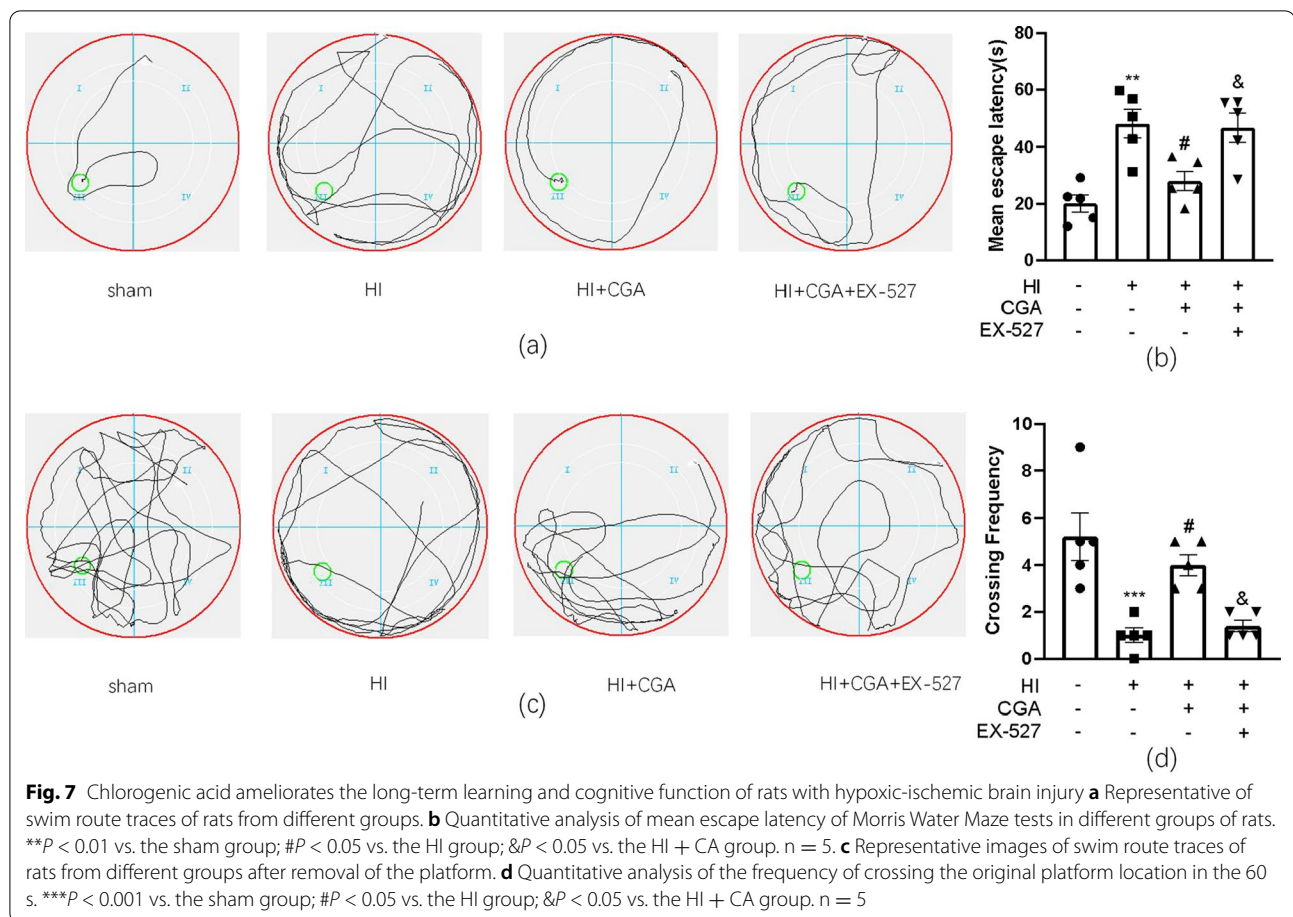 I
II
III
IV
sham
I
II
II
IV
HI
I
II
III
IV
HI+CGA
I
II
III
IV
HI+CGA+EX-527
(a)
**
#
&
80
60
40
20
0
Mean escape latency(s)
HI - + + +
CGA - - + +
EX-527 - - - +
(b)
I
II
III
IV
sham
I
II
III
IV
HI
I
II
III
IV
HI+CGA
I
II
III
IV
HI+CGA+EX-527
(c)
***
#
&
10
8
6
4
2
0
Crossing Frequency
HI - + + +
CGA - - + +
EX-527 - - - +
(d)
Fig. 7 Chlorogenic acid ameliorates the long-term learning and cognitive function of rats with hypoxic-ischemic brain injury a Representative of
swim route traces of rats from different groups. b Quantitative analysis of mean escape latency of Morris Water Maze tests in different groups of rats.
**P < 0.01 vs. the sham group; #P < 0.05 vs. the HI group; &P < 0.05 vs. the HI + CA group. n = 5. c Representative images of swim route traces of
rats from different groups after removal of the platform. d Quantitative analysis of the frequency of crossing the original platform location in the 60
s. ***P < 0.001 vs. the sham group; #P < 0.05 vs. the HI group; &P < 0.05 vs. the HI + CA group. n = 5